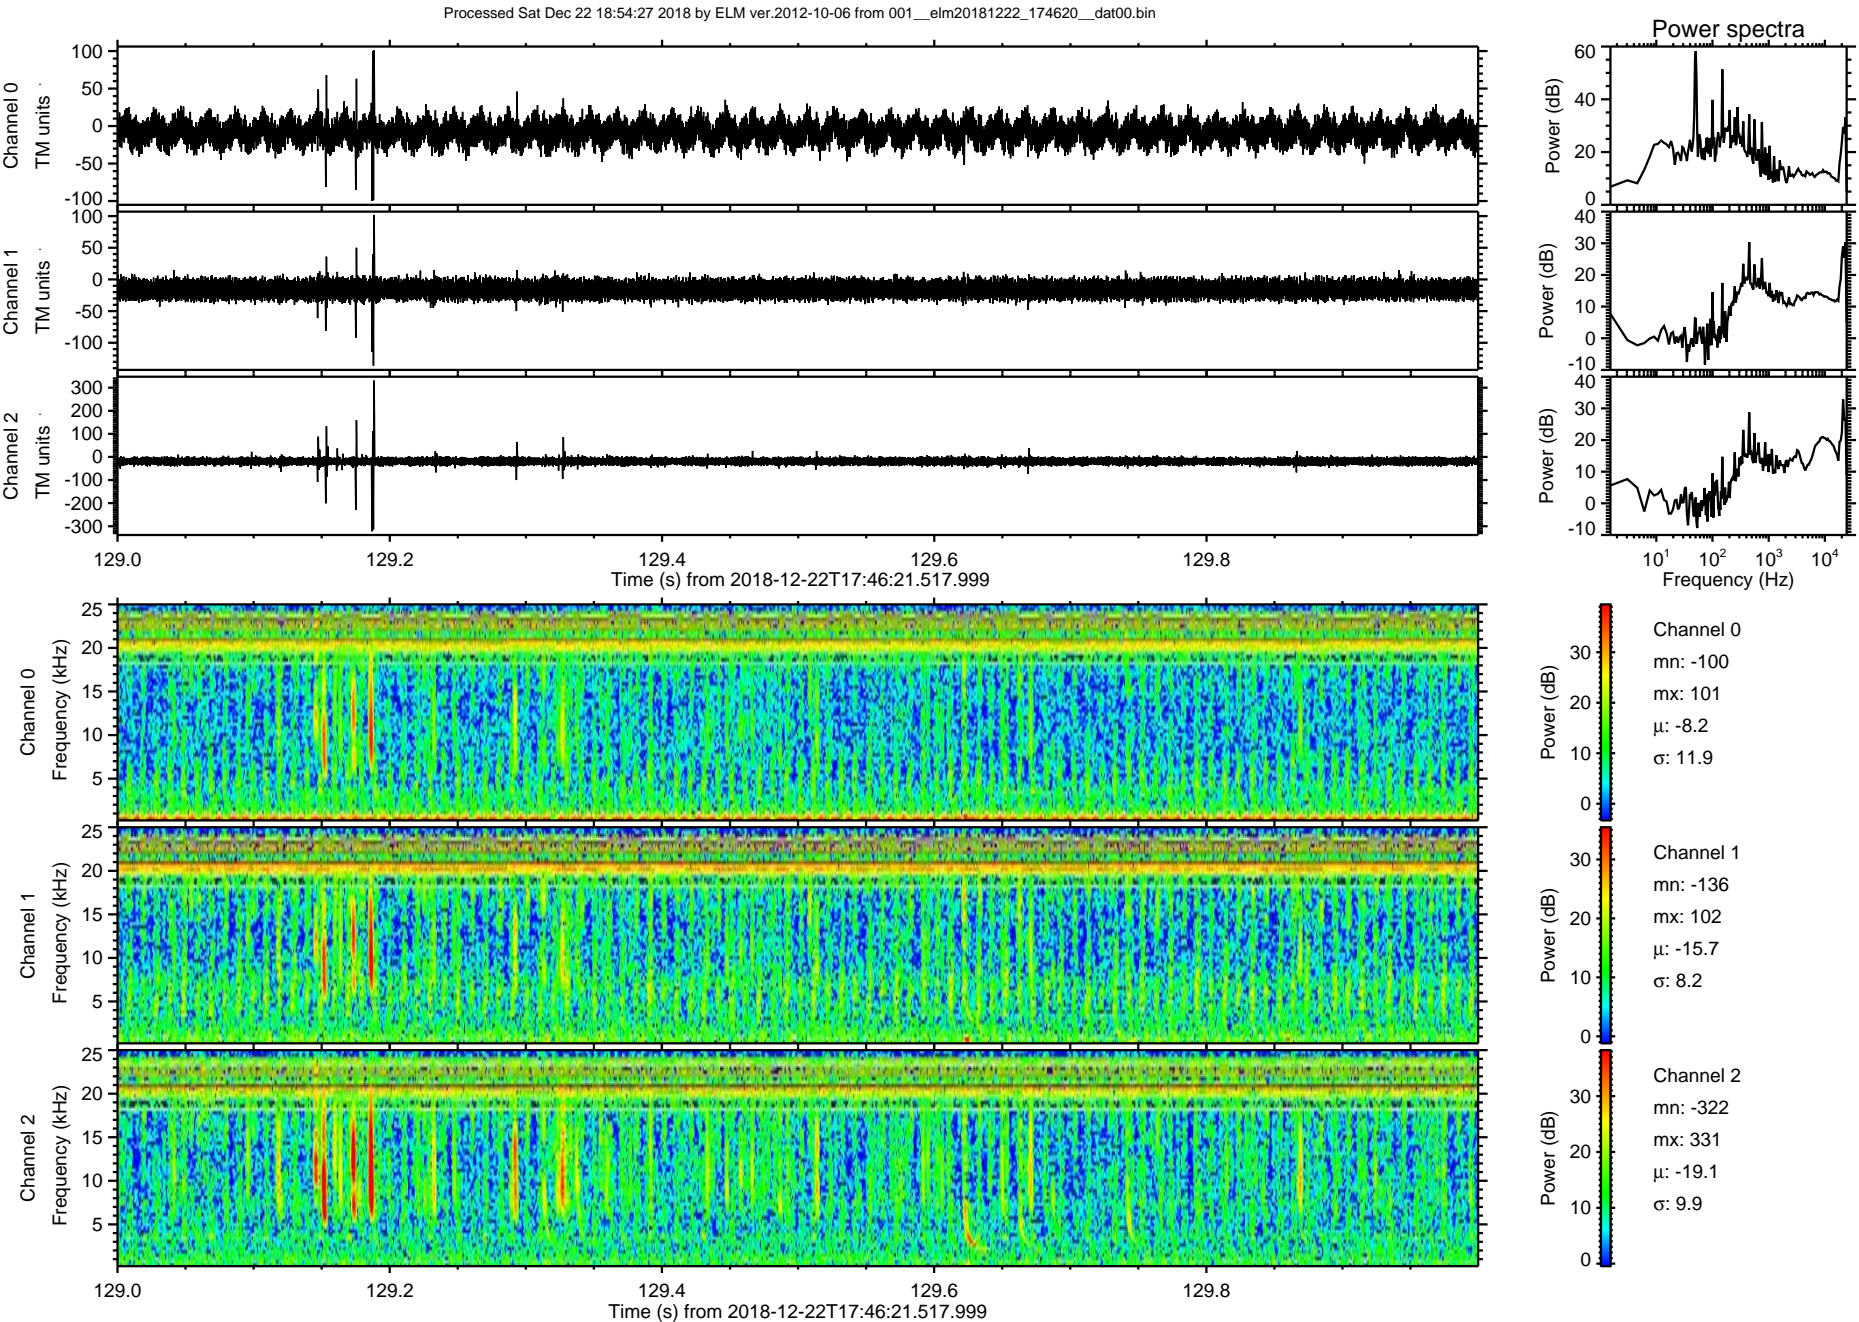 Processed Sat Dec 22 18:54:27 2018 by ELM ver.2012-10-06 from 001__elm20181222_174620__dat00.bin
Power spectra
Channel 0
TM units
100
50
0
-50
-100
Power (dB)
60
40
20
0
Channel 1
TM units
100
50
0
-50
-100
Power (dB)
40
30
20
10
0
-10
Channel 2
TM units
300
200
100
0
-100
-200
-300
Power (dB)
40
30
20
10
0
-10
129.0 129.2 129.4 129.6 129.8
Time (s) from 2018-12-22T17:46:21.517.999
10¹ 10² 10³ 10⁴
Frequency (Hz)
Channel 0
Frequency (kHz)
25
20
15
10
5
Power (dB)
30
20
10
0
Channel 0
mn: -100
mx: 101
μ: -8.2
σ: 11.9
Channel 1
Frequency (kHz)
25
20
15
10
5
Power (dB)
30
20
10
0
Channel 1
mn: -136
mx: 102
μ: -15.7
σ: 8.2
Channel 2
Frequency (kHz)
25
20
15
10
5
Power (dB)
30
20
10
0
Channel 2
mn: -322
mx: 331
μ: -19.1
σ: 9.9
129.0 129.2 129.4 129.6 129.8
Time (s) from 2018-12-22T17:46:21.517.999